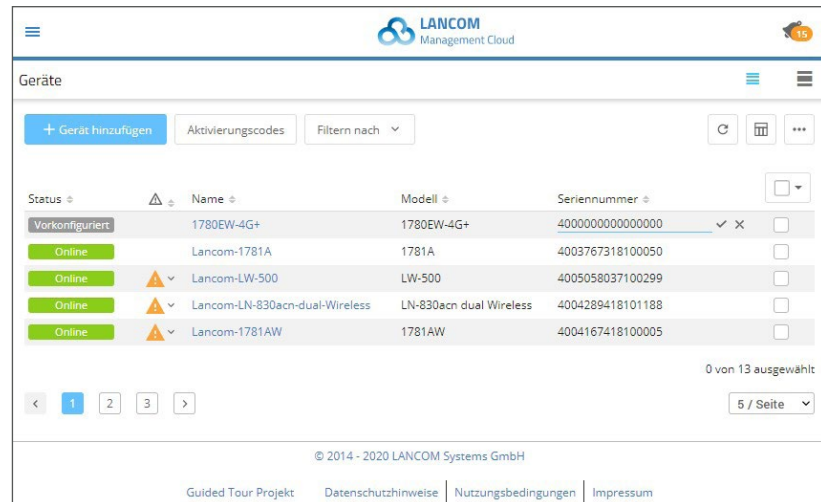 LANCOM
Management Cloud
15
Geräte
+ Gerät hinzufügen Aktivierungscodes Filtern nach
Status Name Modell Seriennummer
Vorkonfiguriert 1780EW-4G+ 1780EW-4G+ 4000000000000000
Online Lancom-1781A 1781A 4003767318100050
Online Lancom-LW-500 LW-500 4005058037100299
Online Lancom-LN-830acn-dual-Wireless LN-830acn dual Wireless 4004289418101188
Online Lancom-1781AW 1781AW 4004167418100005
0 von 13 ausgewählt
< 1 2 3 > 5 / Seite
© 2014 - 2020 LANCOM Systems GmbH
Guided Tour Projekt Datenschutzhinweise | Nutzungsbedingungen | Impressum